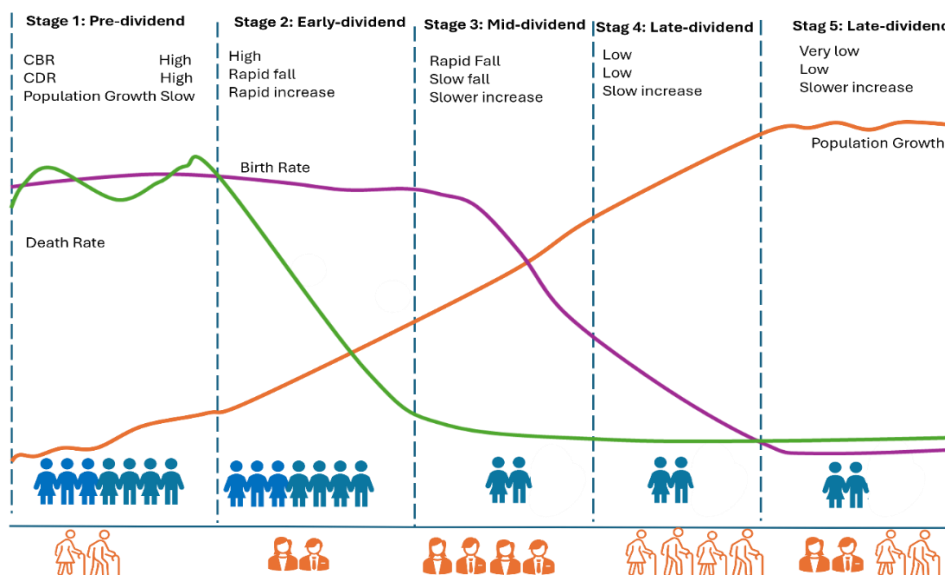 Stage 1: Pre-dividend
CBR High
CDR High
Population Growth Slow
Stage 2: Early-dividend
High
Rapid fall
Rapid increase
Stage 3: Mid-dividend
Rapid Fall
Slow fall
Slower increase
Stag 4: Late-dividend
Low
Low
Slow increase
Stag 5: Late-dividend
Very low
Low
Slower increase
Population Growth
Birth Rate
Death Rate